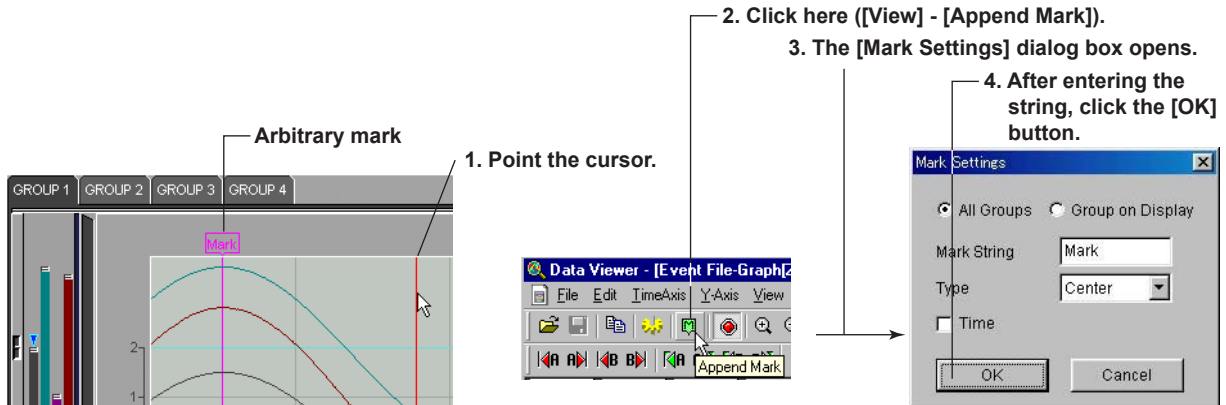 2. Click here ([View] - [Append Mark]).
3. The [Mark Settings] dialog box opens.
4. After entering the
string, click the [OK]
button.
Arbitrary mark
1. Point the cursor.
GROUP 1 GROUP 2 GROUP 3 GROUP 4
Mark
2
1
Data Viewer - [Event File-Graph[
File Edit TimeAxis Y-Axis View
A A B B A
Append Mark
Mark Settings
All Groups Group on Display
Mark String Mark
Type Center
Time
OK Cancel